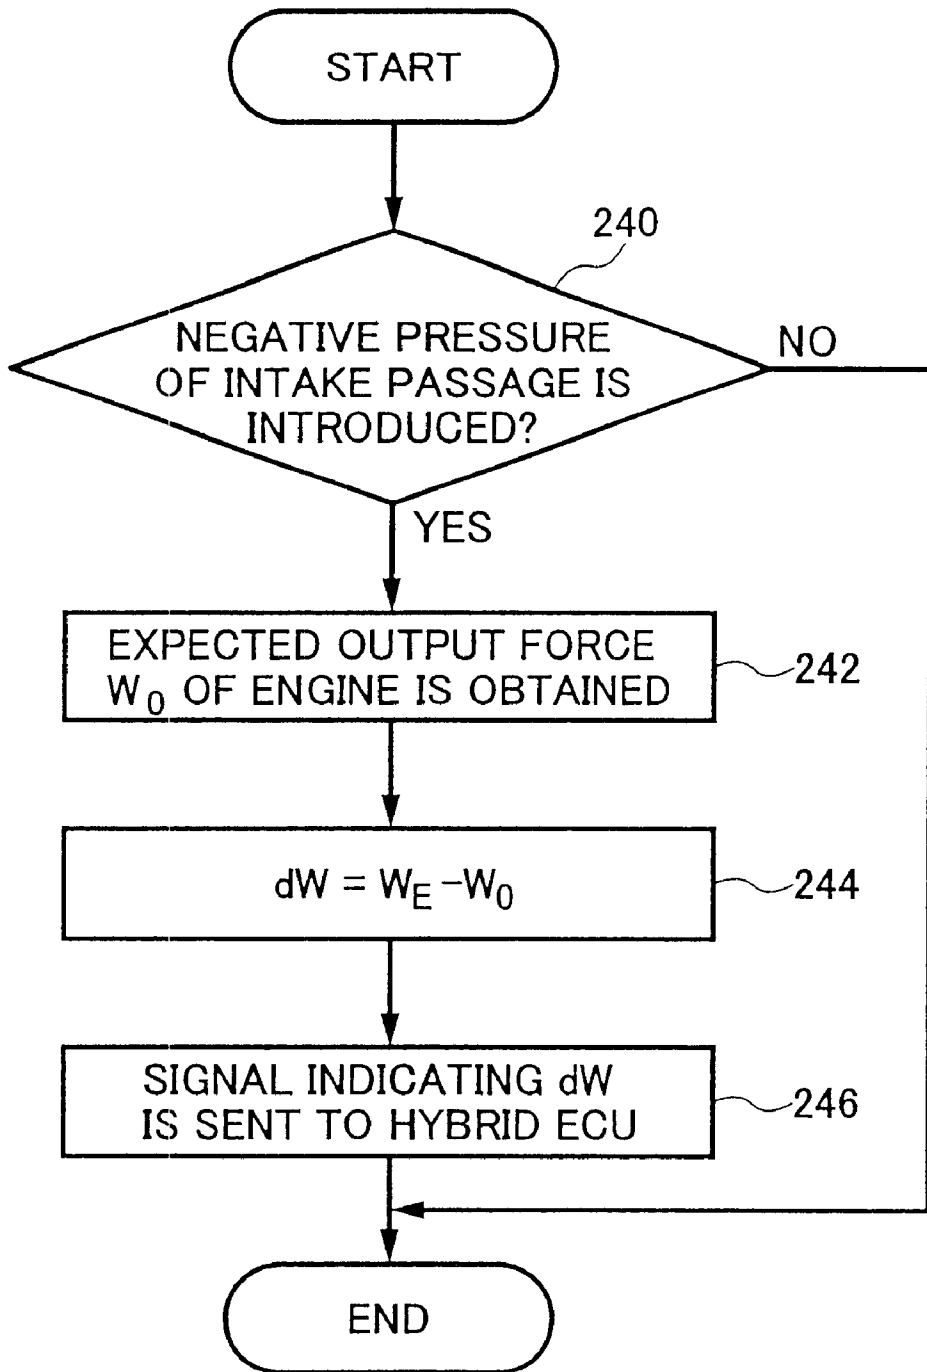 START
240
NEGATIVE PRESSURE
OF INTAKE PASSAGE IS
INTRODUCED?
NO
YES
EXPECTED OUTPUT FORCE
W₀ OF ENGINE IS OBTAINED
242
dW = W_E − W₀
244
SIGNAL INDICATING dW
IS SENT TO HYBRID ECU
246
END